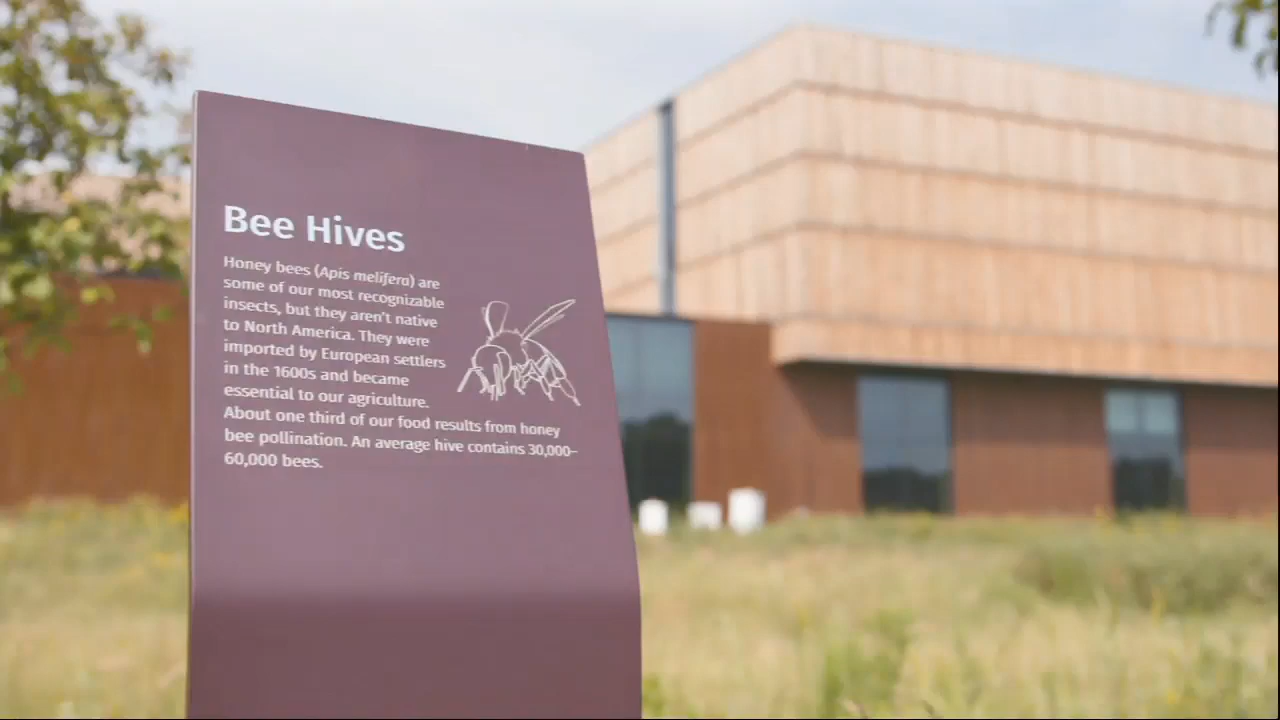 Bee Hives
Honey bees (Apis melifera) are
some of our most recognizable
insects, but they aren't native
to North America. They were
imported by European settlers
in the 1600s and became
essential to our agriculture.
About one third of our food results from honey
bee pollination. An average hive contains 30,000–
60,000 bees.